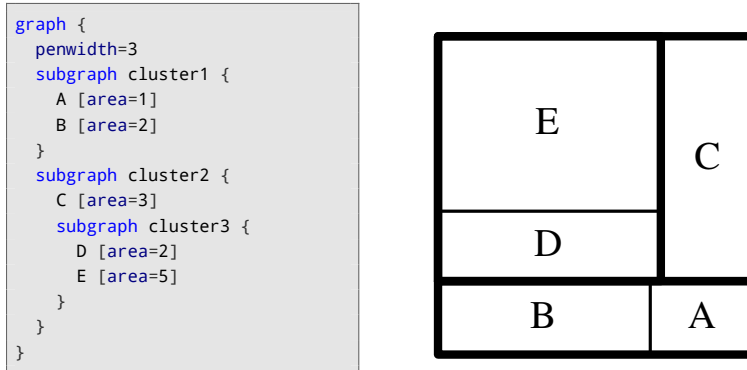 graph {
  penwidth=3
  subgraph cluster1 {
    A [area=1]
    B [area=2]
  }
  subgraph cluster2 {
    C [area=3]
    subgraph cluster3 {
      D [area=2]
      E [area=5]
    }
  }
}
E
C
D
B
A